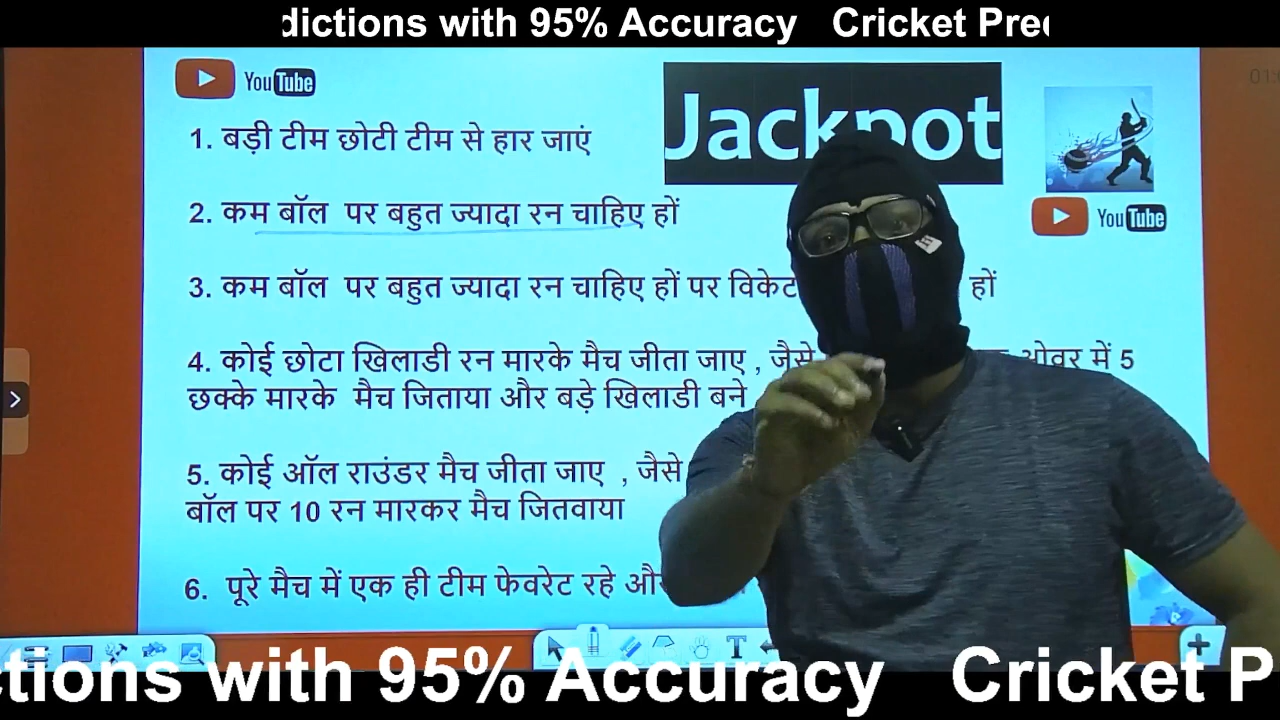 dictions with 95% Accuracy Cricket Pre
YouTube
Jackpot
1. बड़ी टीम छोटी टीम से हार जाएं
2. कम बॉल पर बहुत ज्यादा रन चाहिए हों
YouTube
3. कम बॉल पर बहुत ज्यादा रन चाहिए हों पर विकेट हों
4. कोई छोटा खिलाडी रन मारके मैच जीता जाए , जैसे ओवर में 5
छक्के मारके मैच जिताया और बड़े खिलाडी बने
5. कोई ऑल राउंडर मैच जीता जाए , जैसे
बॉल पर 10 रन मारकर मैच जितवाया
6. पूरे मैच में एक ही टीम फेवरेट रहे
T
ctions with 95% Accuracy Cricket P